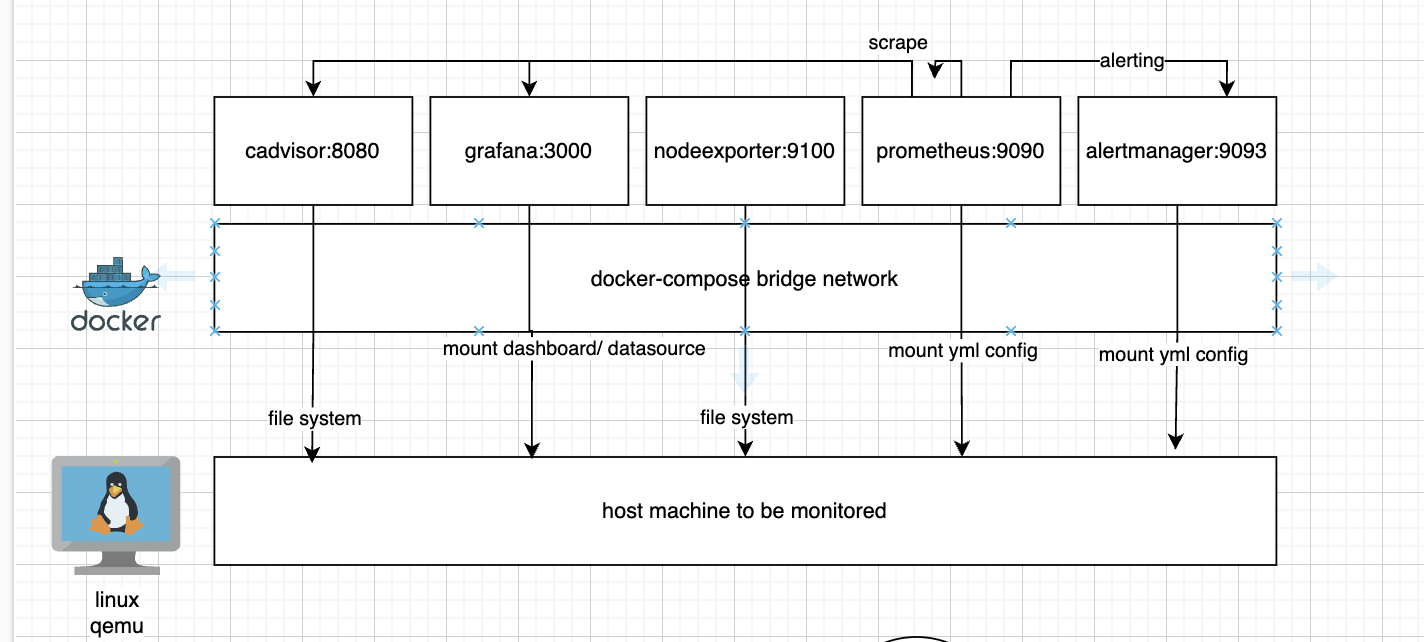 scrape
alerting
cadvisor:8080
grafana:3000
nodeexporter:9100
prometheus:9090
alertmanager:9093
docker-compose bridge network
docker
mount dashboard/ datasource
mount yml config
mount yml config
file system
file system
host machine to be monitored
linux
qemu